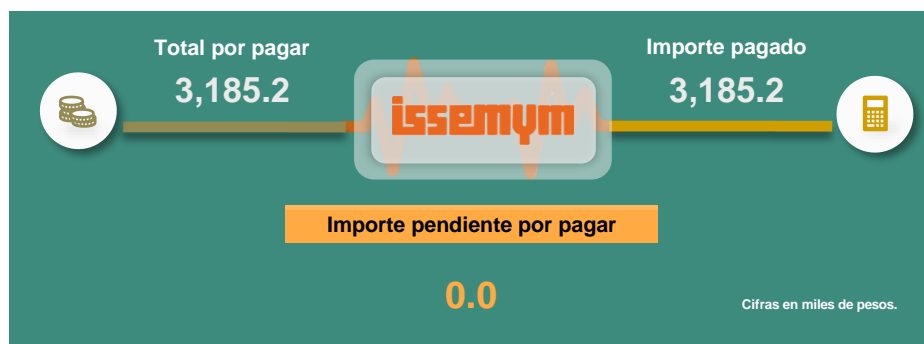 Total por pagar
3,185.2
Importe pagado
3,185.2
issemym
Importe pendiente por pagar
0.0
Cifras en miles de pesos.